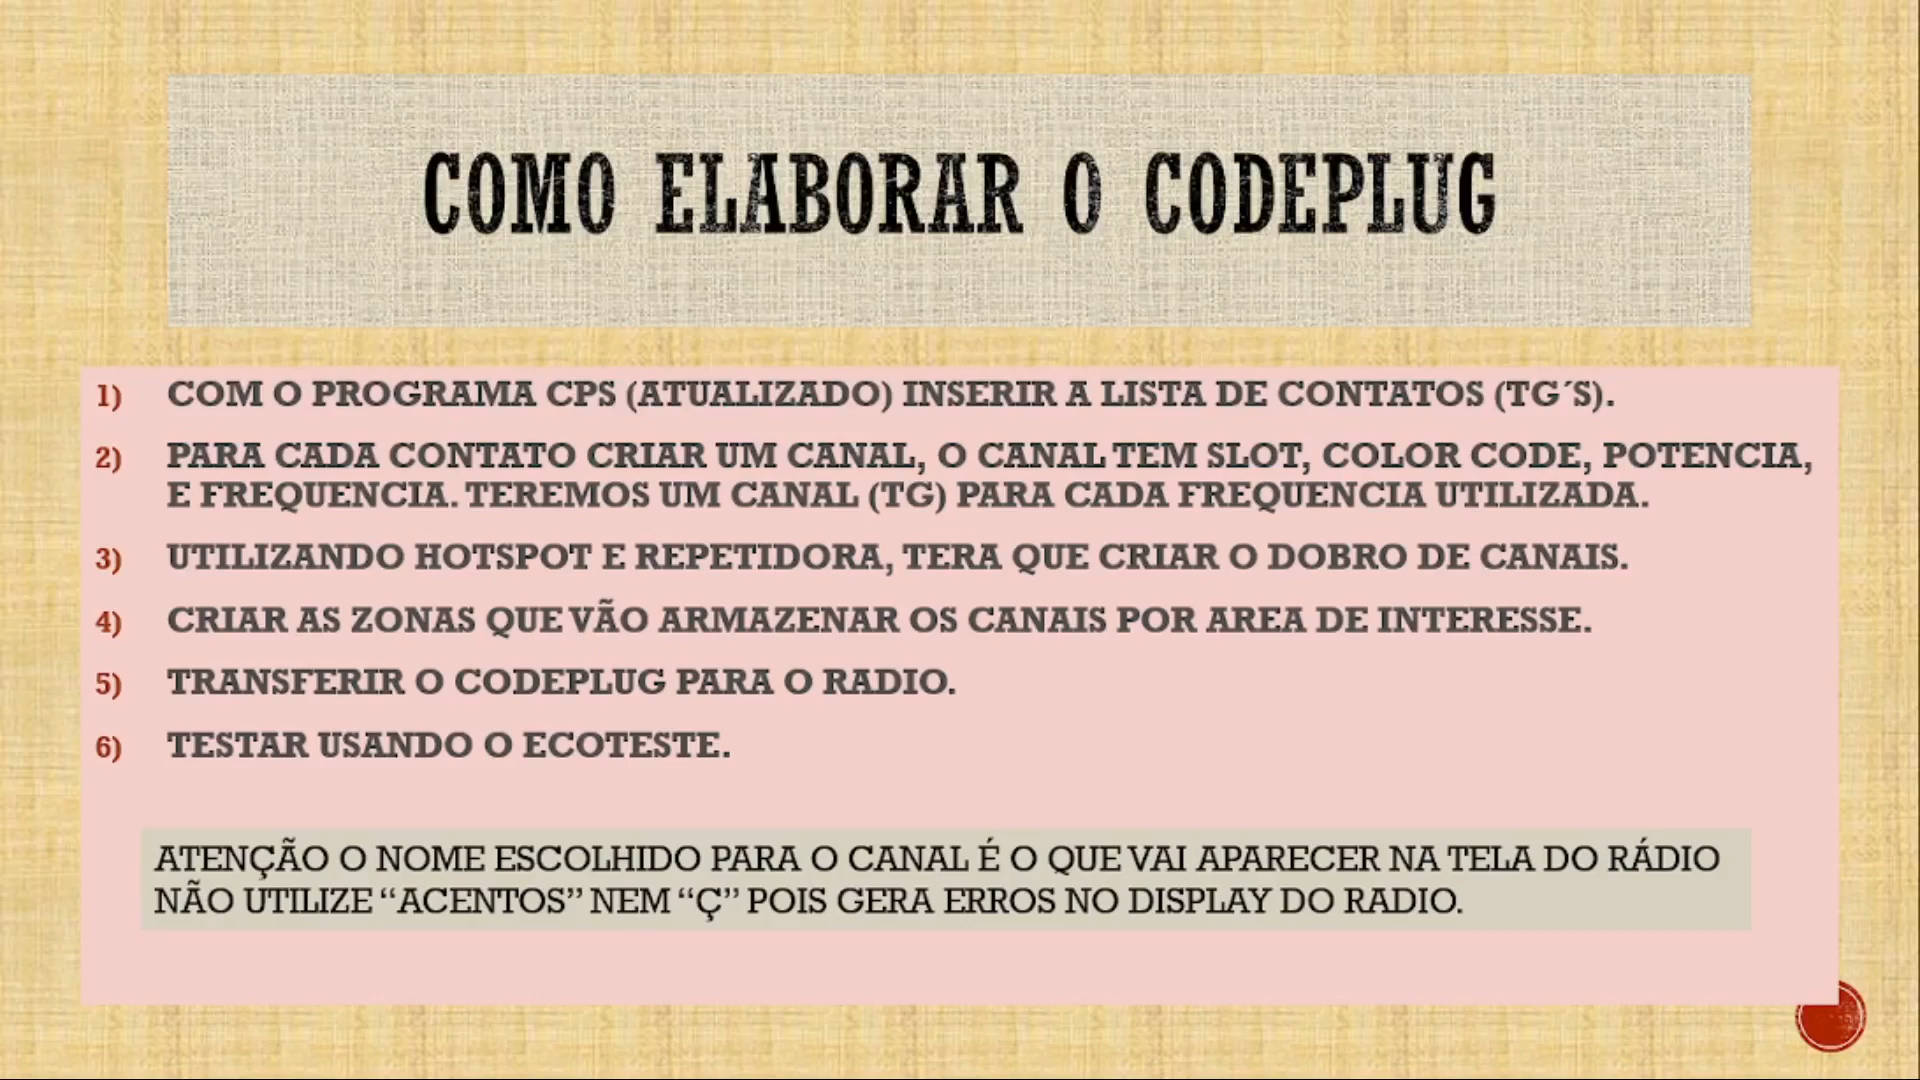 COMO ELABORAR O CODEPLUG
1) COM O PROGRAMA CPS (ATUALIZADO) INSERIR A LISTA DE CONTATOS (TG´S).
2) PARA CADA CONTATO CRIAR UM CANAL, O CANAL TEM SLOT, COLOR CODE, POTENCIA,
E FREQUENCIA. TEREMOS UM CANAL (TG) PARA CADA FREQUENCIA UTILIZADA.
3) UTILIZANDO HOTSPOT E REPETIDORA, TERA QUE CRIAR O DOBRO DE CANAIS.
4) CRIAR AS ZONAS QUE VÃO ARMAZENAR OS CANAIS POR AREA DE INTERESSE.
5) TRANSFERIR O CODEPLUG PARA O RADIO.
6) TESTAR USANDO O ECOTESTE.
ATENÇÃO O NOME ESCOLHIDO PARA O CANAL É O QUE VAI APARECER NA TELA DO RÁDIO
NÃO UTILIZE “ACENTOS” NEM “Ç” POIS GERA ERROS NO DISPLAY DO RADIO.